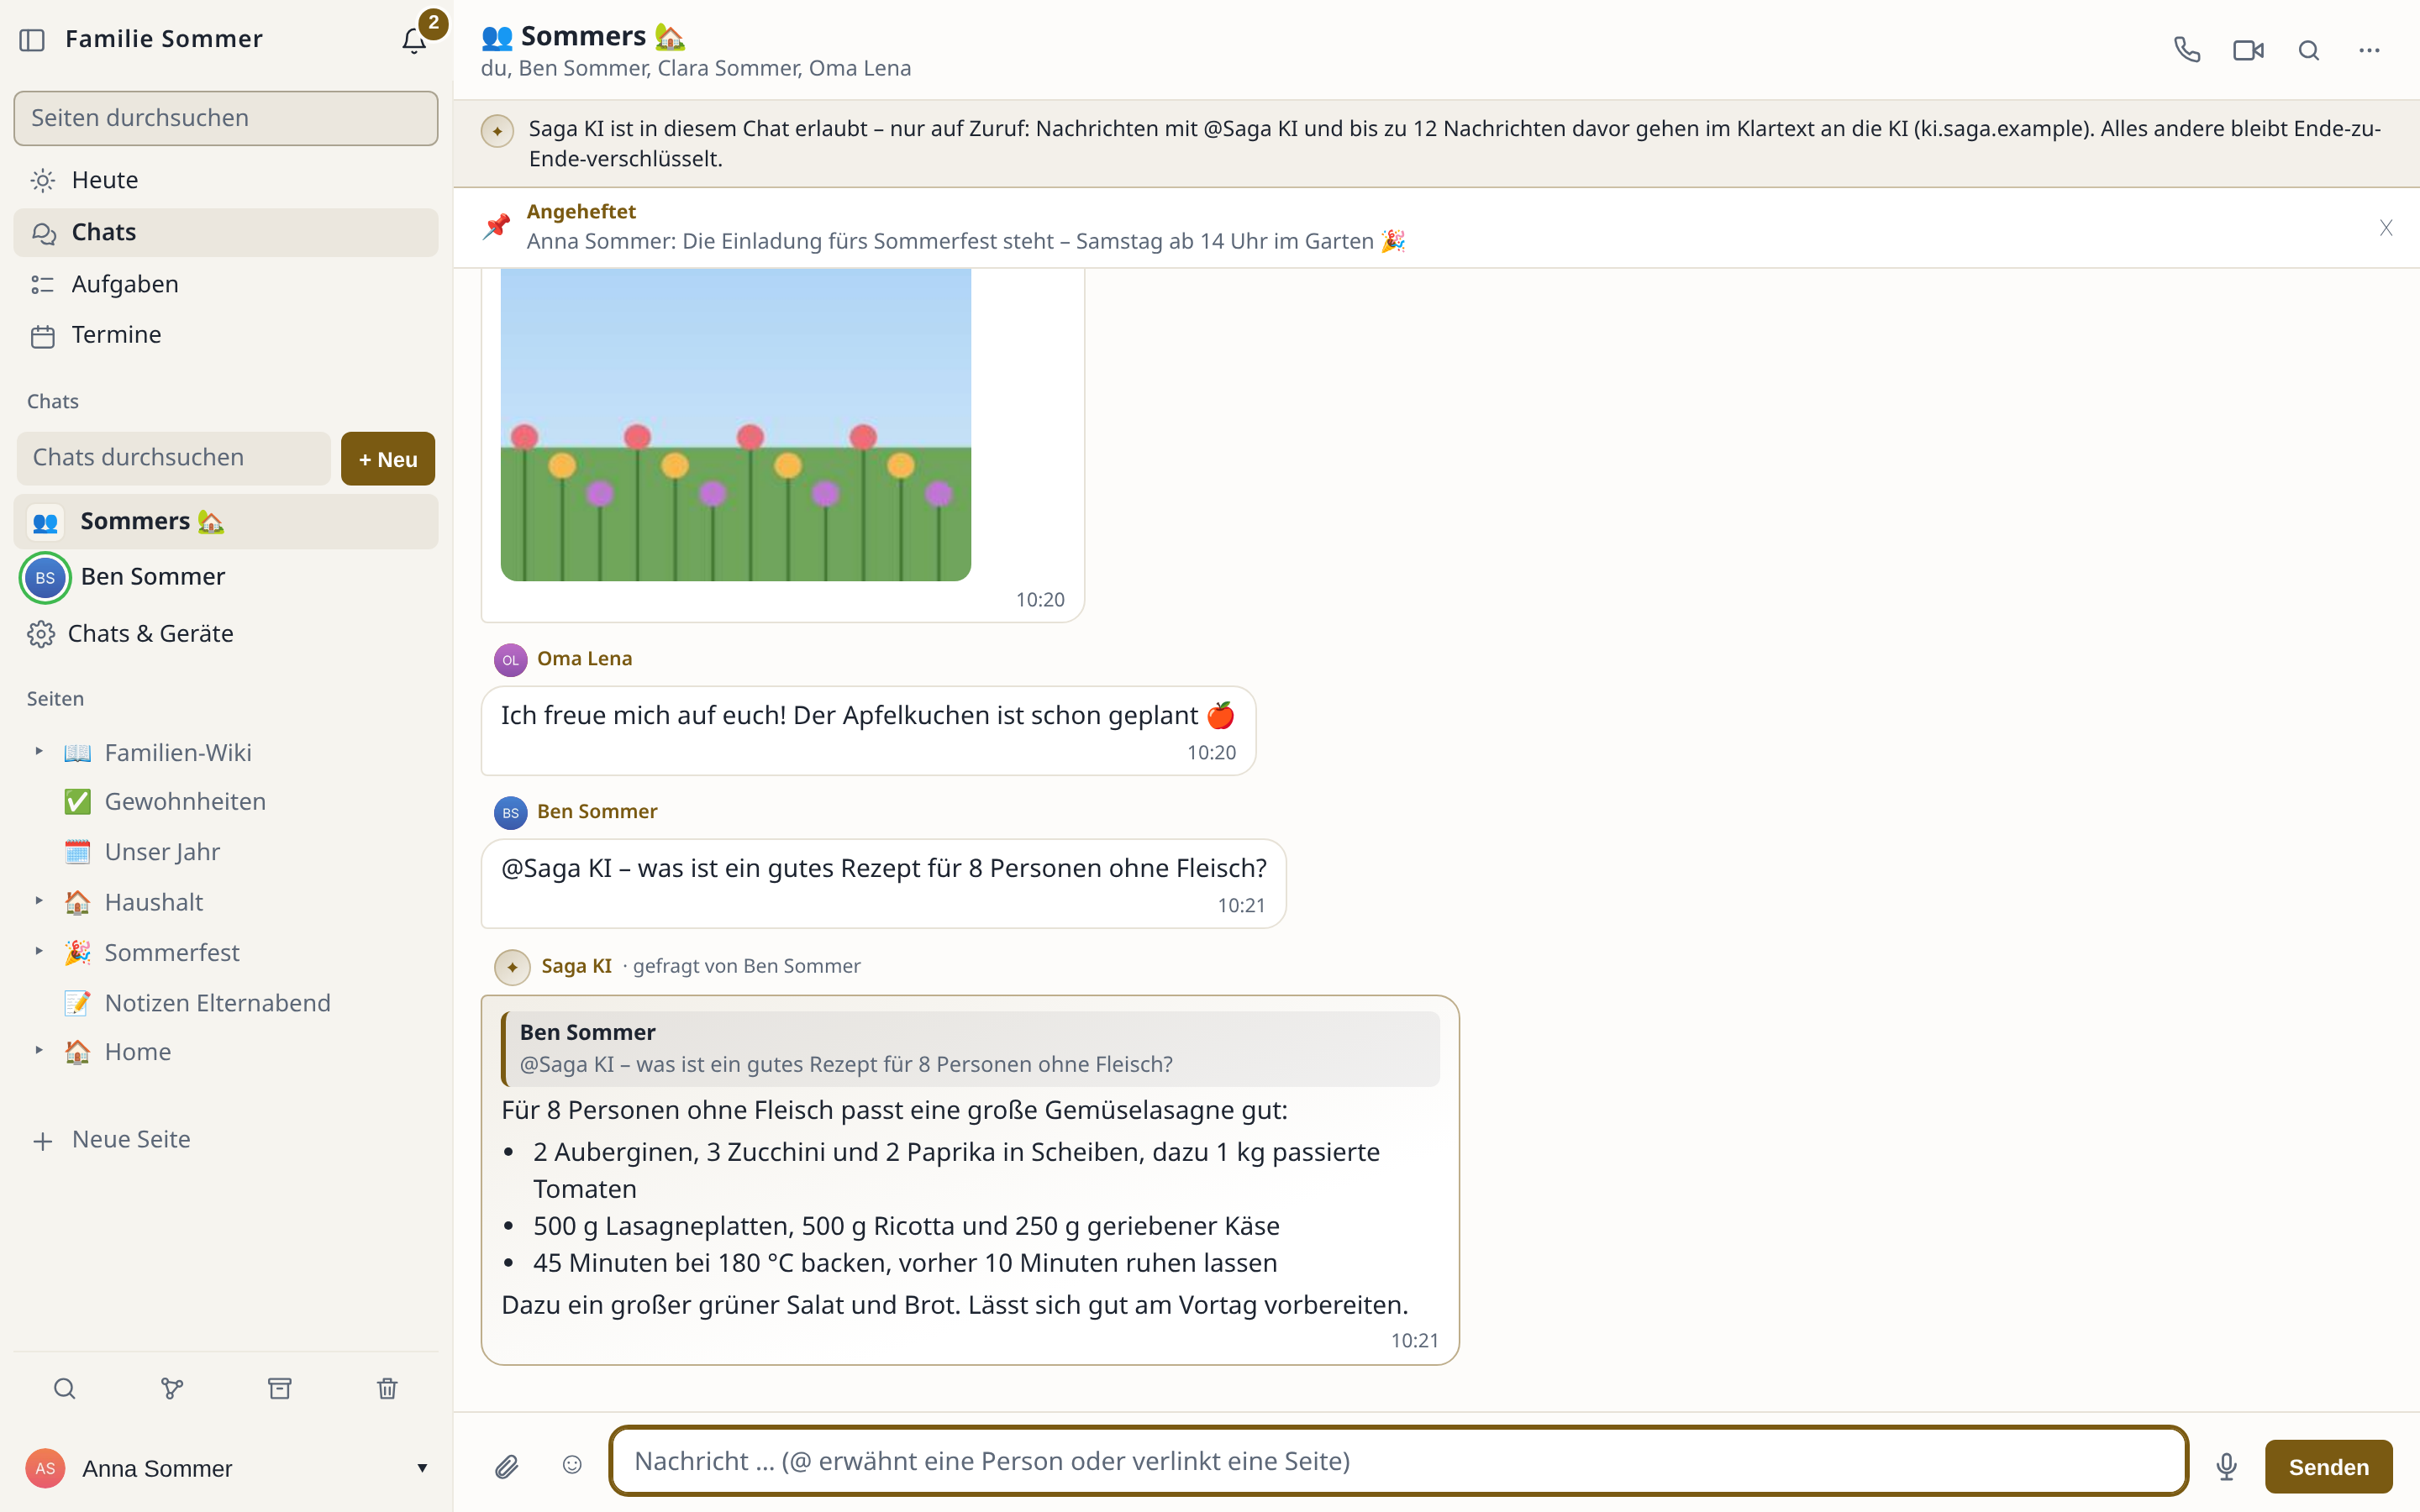 Familie Sommer
2
Seiten durchsuchen
Heute
Chats
Aufgaben
Termine
Chats
Chats durchsuchen
+ Neu
Sommers
BS
Ben Sommer
Chats & Geräte
Seiten
Familien-Wiki
Gewohnheiten
Unser Jahr
Haushalt
Sommerfest
Notizen Elternabend
Home
Neue Seite
AS
Anna Sommer
Sommers
du, Ben Sommer, Clara Sommer, Oma Lena
Saga KI ist in diesem Chat erlaubt – nur auf Zuruf: Nachrichten mit @Saga KI und bis zu 12 Nachrichten davor gehen im Klartext an die KI (ki.saga.example). Alles andere bleibt Ende-zu-
Ende-verschlüsselt.
Angeheftet
Anna Sommer: Die Einladung fürs Sommerfest steht – Samstag ab 14 Uhr im Garten 🎉
10:20
OL
Oma Lena
Ich freue mich auf euch! Der Apfelkuchen ist schon geplant 🍎
10:20
BS
Ben Sommer
@Saga KI – was ist ein gutes Rezept für 8 Personen ohne Fleisch?
10:21
Saga KI · gefragt von Ben Sommer
Ben Sommer
@Saga KI – was ist ein gutes Rezept für 8 Personen ohne Fleisch?
Für 8 Personen ohne Fleisch passt eine große Gemüselasagne gut:
• 2 Auberginen, 3 Zucchini und 2 Paprika in Scheiben, dazu 1 kg passierte
Tomaten
• 500 g Lasagneplatten, 500 g Ricotta und 250 g geriebener Käse
• 45 Minuten bei 180 °C backen, vorher 10 Minuten ruhen lassen
Dazu ein großer grüner Salat und Brot. Lässt sich gut am Vortag vorbereiten.
10:21
Nachricht … (@ erwähnt eine Person oder verlinkt eine Seite)
Senden